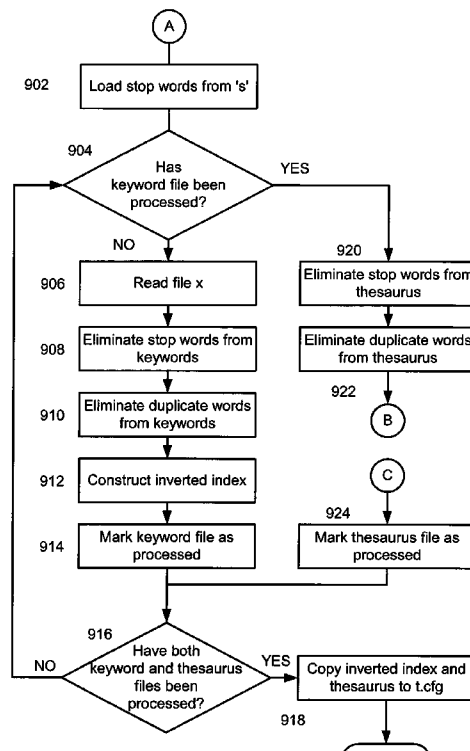 A
902
Load stop words from 's'
904
Has
keyword file been
processed?
YES
NO
906
Read file x
920
Eliminate stop words from
thesaurus
908
Eliminate stop words from
keywords
Eliminate duplicate words
from thesaurus
922
B
910
Eliminate duplicate words
from keywords
912
Construct inverted index
C
924
914
Mark keyword file as
processed
Mark thesaurus file as
processed
916
Have both
keyword and thesaurus
files been
processed?
NO
YES
Copy inverted index and
thesaurus to t.cfg
918